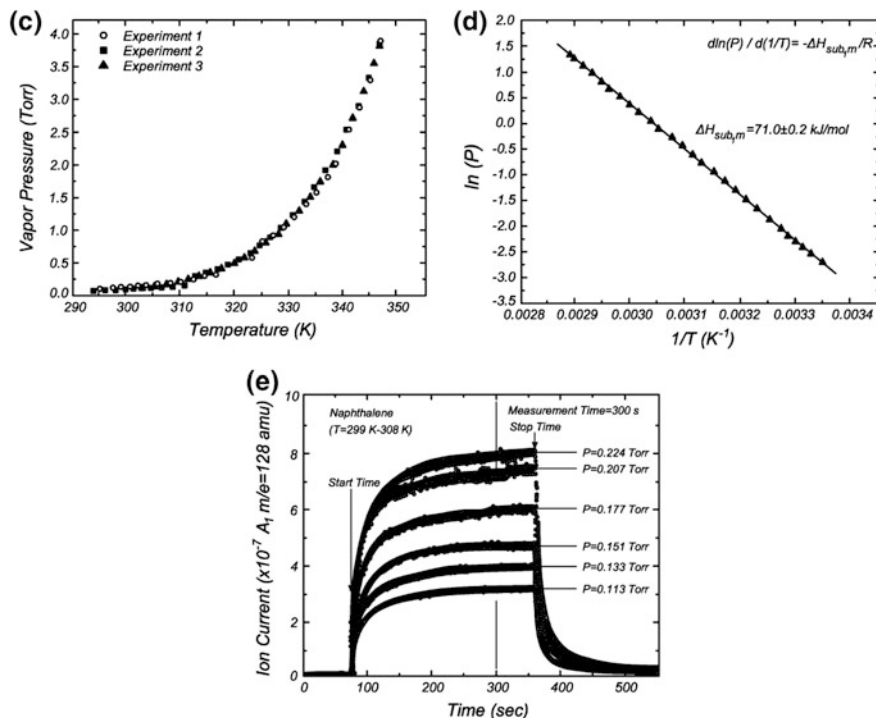 (c)
Vapor Pressure (Torr)
4.0
3.5
3.0
2.5
2.0
1.5
1.0
0.5
0.0
Experiment 1
Experiment 2
Experiment 3
290 300 310 320 330 340 350
Temperature (K)
(d)
ln (P)
2.0
1.5
1.0
0.5
0.0
-0.5
-1.0
-1.5
-2.0
-2.5
-3.0
-3.5
dln(P) / d(1/T)= -ΔHsub,m/R
ΔHsub,m=71.0±0.2 kJ/mol
0.0028 0.0029 0.0030 0.0031 0.0032 0.0033 0.0034
1/T (K⁻¹)
(e)
Ion Current (x10⁻⁷ A, m/e=128 amu)
10
8
6
4
2
0
Naphthalene
(T=299 K-308 K)
Measurement Time=300 s
Stop Time
Start Time
P=0.224 Torr
P=0.207 Torr
P=0.177 Torr
P=0.151 Torr
P=0.133 Torr
P=0.113 Torr
0 100 200 300 400 500
Time (sec)